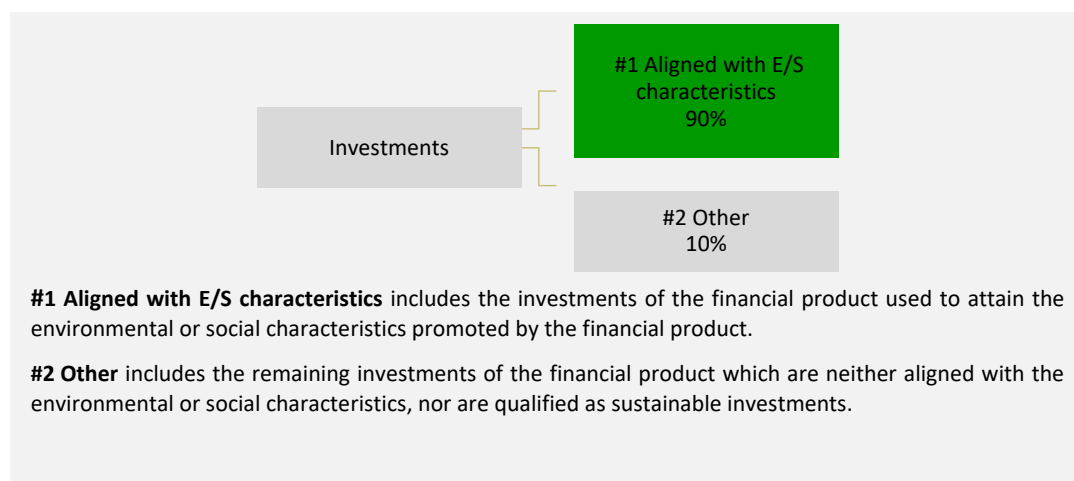 #1 Aligned with E/S
characteristics
90%
Investments
#2 Other
10%
#1 Aligned with E/S characteristics includes the investments of the financial product used to attain the
environmental or social characteristics promoted by the financial product.
#2 Other includes the remaining investments of the financial product which are neither aligned with the
environmental or social characteristics, nor are qualified as sustainable investments.